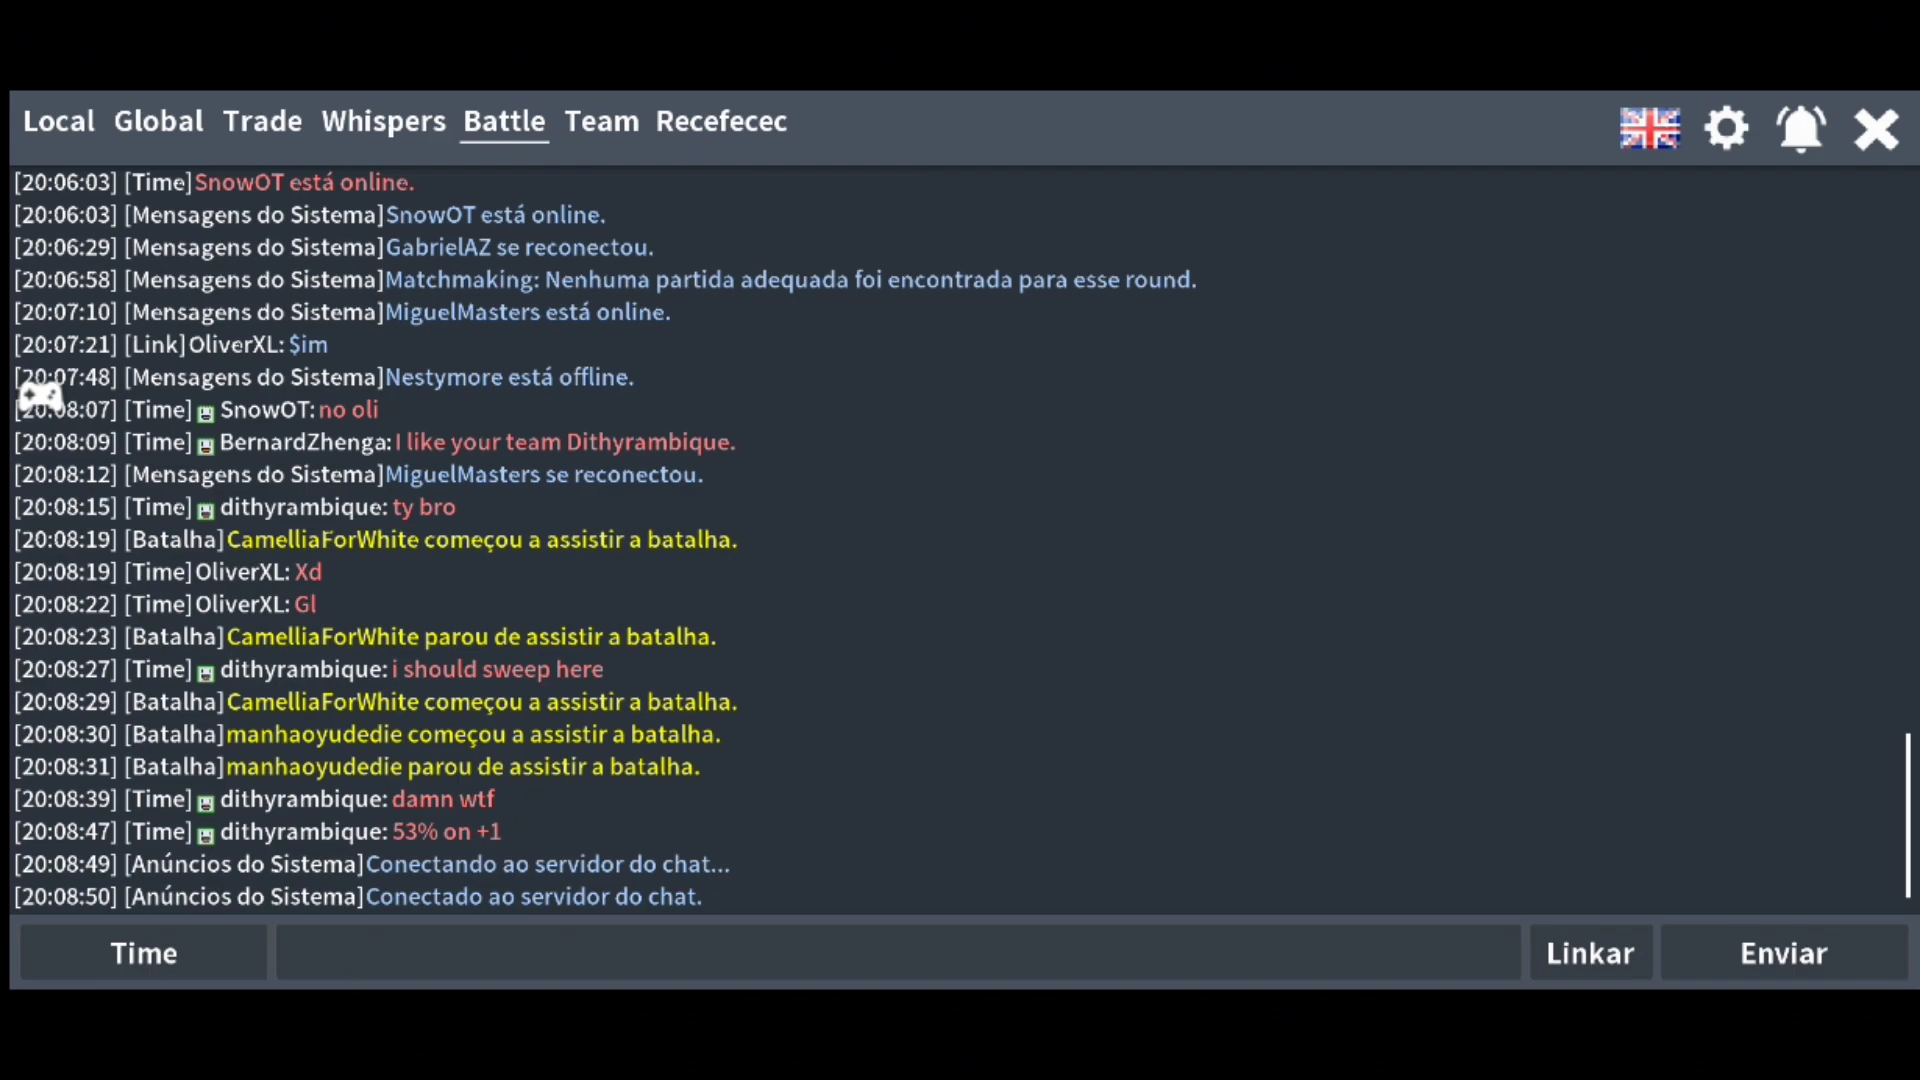 Local Global Trade Whispers Battle Team Recefecec
[20:06:03] [Time]SnowOT está online.
[20:06:03] [Mensagens do Sistema]SnowOT está online.
[20:06:29] [Mensagens do Sistema]GabrielAZ se reconectou.
[20:06:58] [Mensagens do Sistema]Matchmaking: Nenhuma partida adequada foi encontrada para esse round.
[20:07:10] [Mensagens do Sistema]MiguelMasters está online.
[20:07:21] [Link]OliverXL: $im
[20:07:48] [Mensagens do Sistema]Nestymore está offline.
[20:08:07] [Time] SnowOT: no oli
[20:08:09] [Time] BernardZhenga: I like your team Dithyrambique.
[20:08:12] [Mensagens do Sistema]MiguelMasters se reconectou.
[20:08:15] [Time] dithyrambique: ty bro
[20:08:19] [Batalha]CamelliaForWhite começou a assistir a batalha.
[20:08:19] [Time]OliverXL: Xd
[20:08:22] [Time]OliverXL: Gl
[20:08:23] [Batalha]CamelliaForWhite parou de assistir a batalha.
[20:08:27] [Time] dithyrambique: i should sweep here
[20:08:29] [Batalha]CamelliaForWhite começou a assistir a batalha.
[20:08:30] [Batalha]manhaoyudedie começou a assistir a batalha.
[20:08:31] [Batalha]manhaoyudedie parou de assistir a batalha.
[20:08:39] [Time] dithyrambique: damn wtf
[20:08:47] [Time] dithyrambique: 53% on +1
[20:08:49] [Anúncios do Sistema]Conectando ao servidor do chat...
[20:08:50] [Anúncios do Sistema]Conectado ao servidor do chat.
Time Linkar Enviar